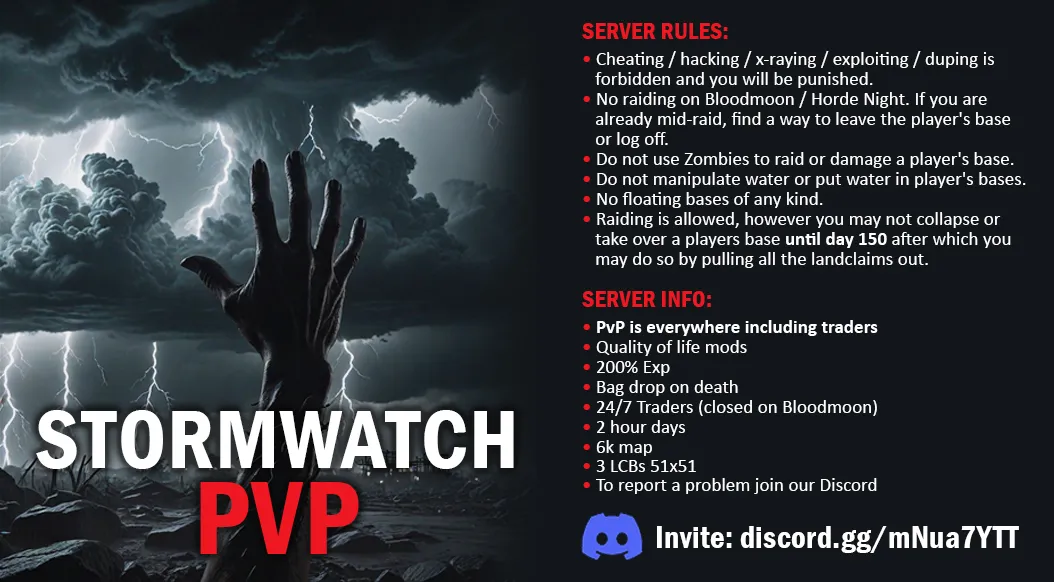 STORMWATCH
PVP
SERVER RULES:
• Cheating / hacking / x-raying / exploiting / duping is
forbidden and you will be punished.
• No raiding on Bloodmoon / Horde Night. If you are
already mid-raid, find a way to leave the player's base
or log off.
• Do not use Zombies to raid or damage a player's base.
• Do not manipulate water or put water in player's bases.
• No floating bases of any kind.
• Raiding is allowed, however you may not collapse or
take over a players base until day 150 after which you
may do so by pulling all the landclaims out.
SERVER INFO:
• PvP is everywhere including traders
• Quality of life mods
• 200% Exp
• Bag drop on death
• 24/7 Traders (closed on Bloodmoon)
• 2 hour days
• 6k map
• 3 LCBs 51x51
• To report a problem join our Discord
Invite: discord.gg/mNua7YTT